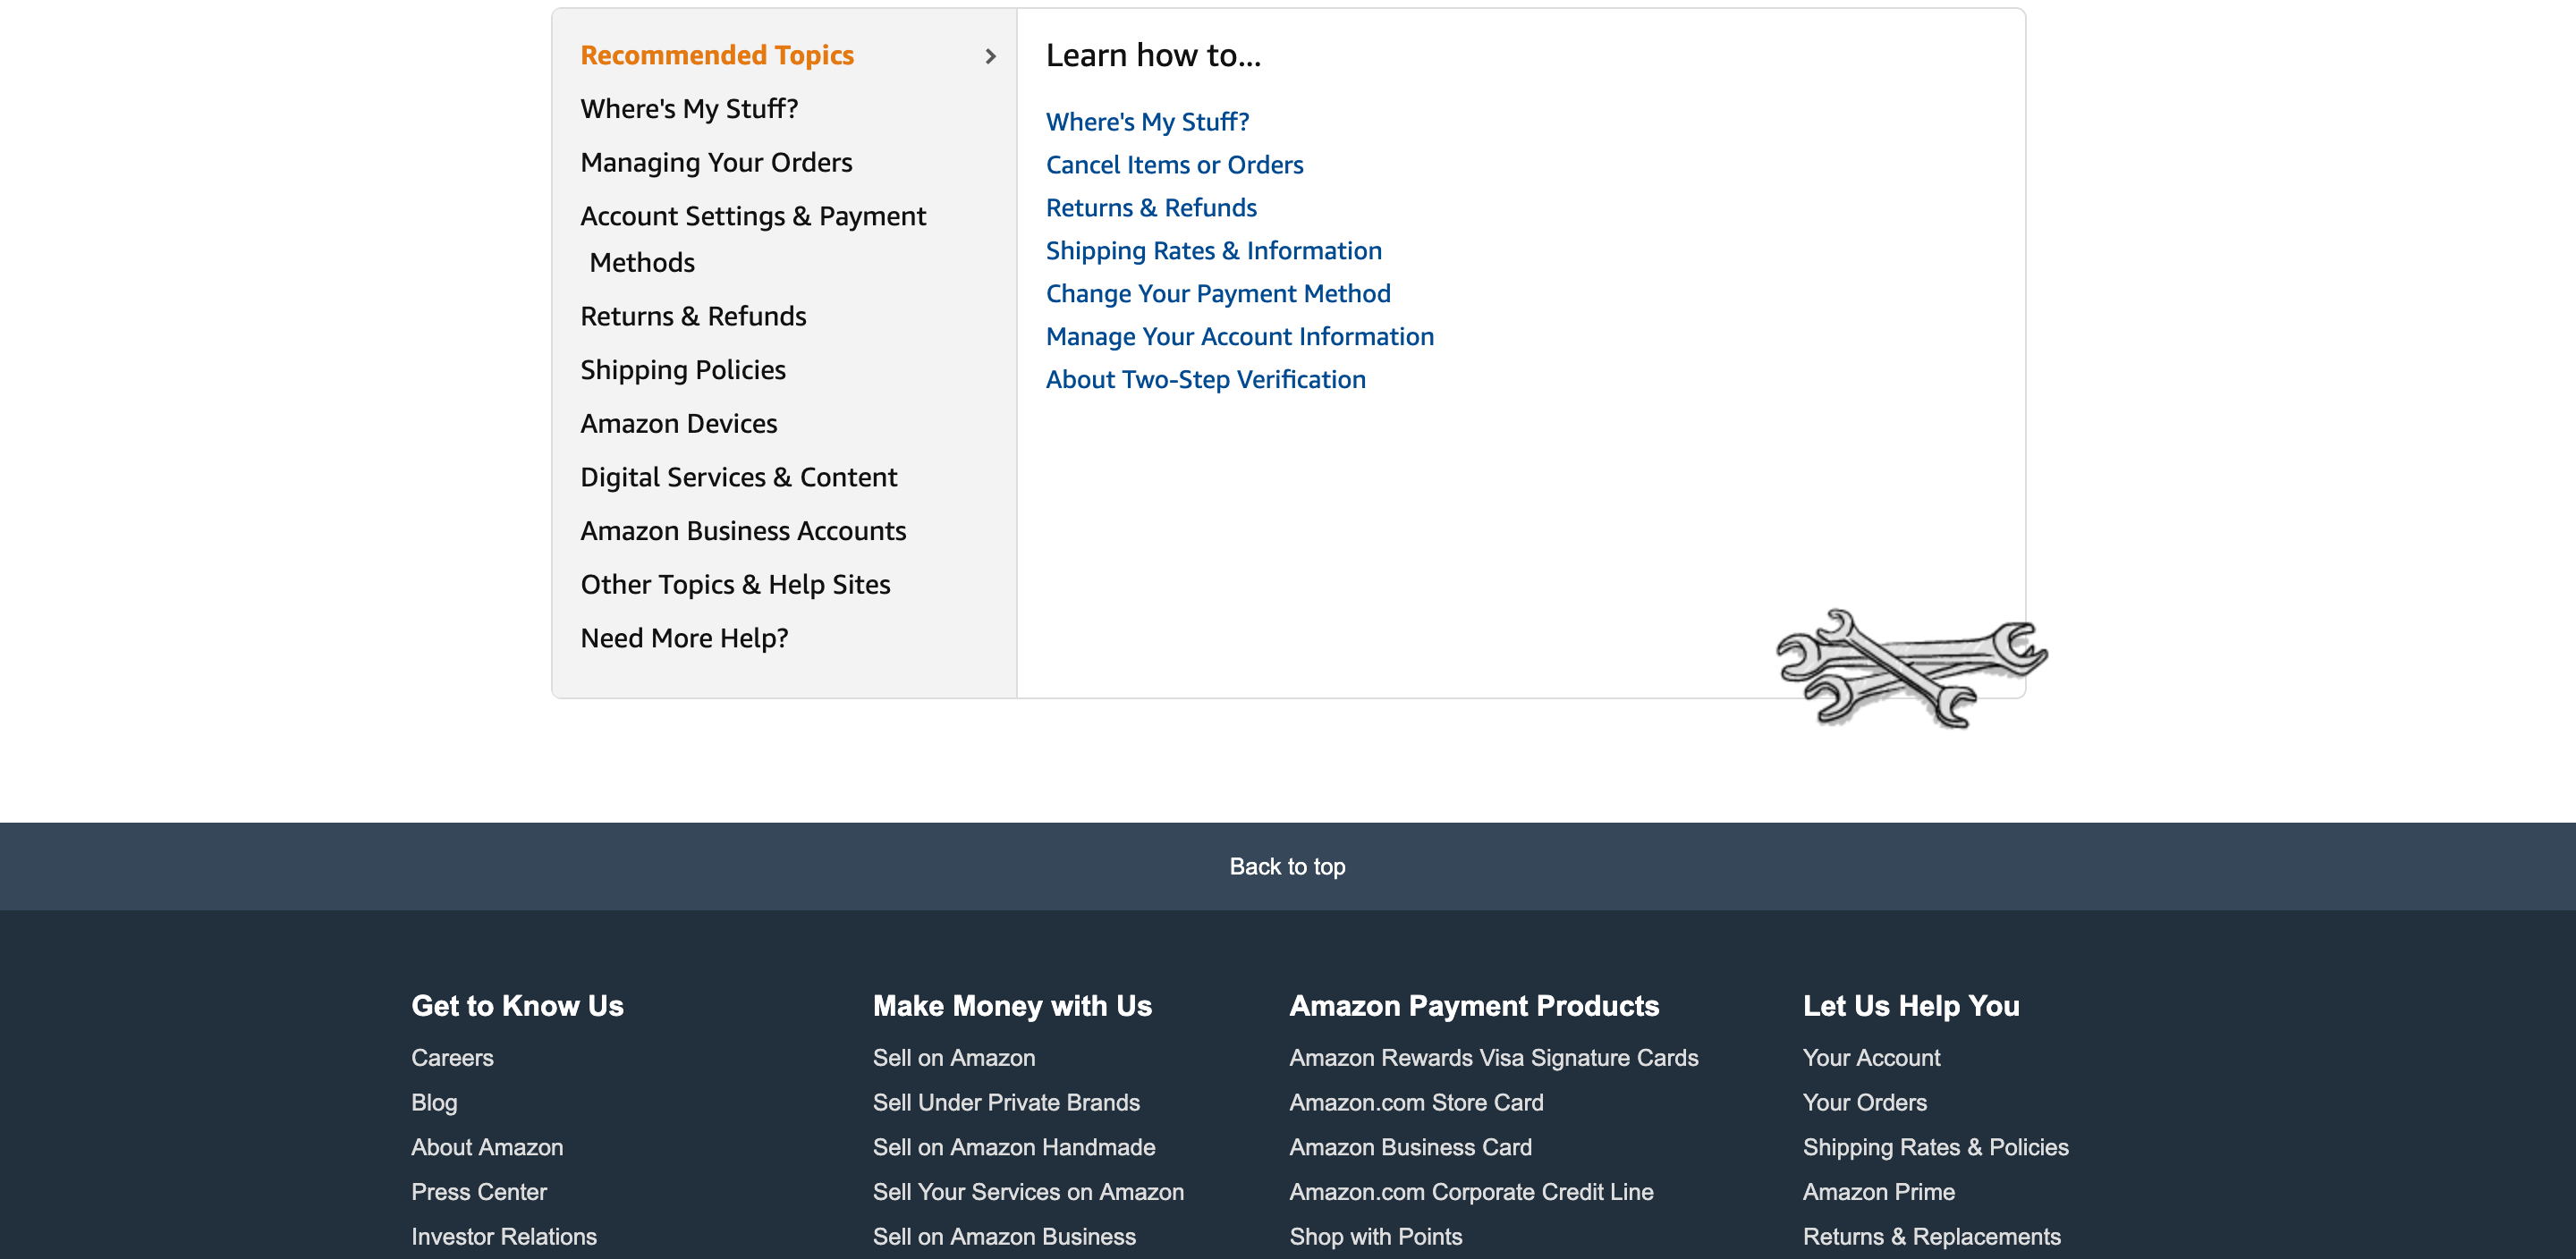 Recommended Topics
Where's My Stuff?
Managing Your Orders
Account Settings & Payment
Methods
Returns & Refunds
Shipping Policies
Amazon Devices
Digital Services & Content
Amazon Business Accounts
Other Topics & Help Sites
Need More Help?
Learn how to...
Where's My Stuff?
Cancel Items or Orders
Returns & Refunds
Shipping Rates & Information
Change Your Payment Method
Manage Your Account Information
About Two-Step Verification
Back to top
Get to Know Us
Careers
Blog
About Amazon
Press Center
Investor Relations
Make Money with Us
Sell on Amazon
Sell Under Private Brands
Sell on Amazon Handmade
Sell Your Services on Amazon
Sell on Amazon Business
Amazon Payment Products
Amazon Rewards Visa Signature Cards
Amazon.com Store Card
Amazon Business Card
Amazon.com Corporate Credit Line
Shop with Points
Let Us Help You
Your Account
Your Orders
Shipping Rates & Policies
Amazon Prime
Returns & Replacements